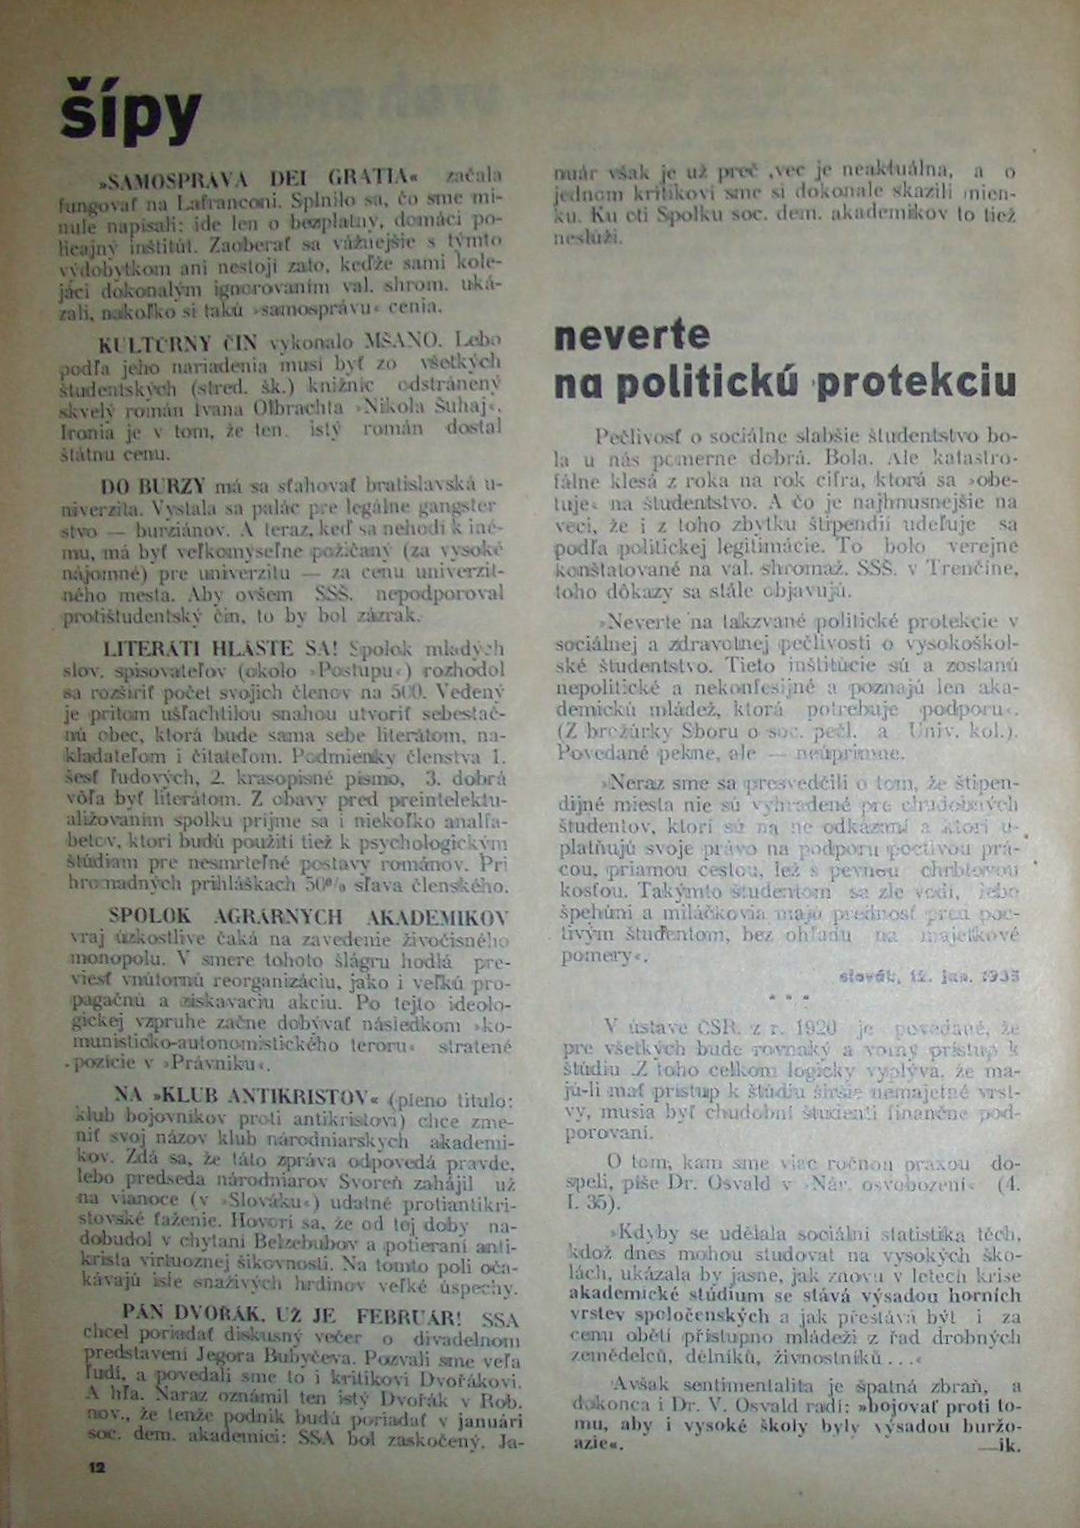 šípy
»SAMOSPRÁVA DEI GRATIA« začala
fungovať na Lafranconi. Splnilo sa, čo sme mi-
nule napísali: ide len o bezplatný, domáci po-
licajný inštitút. Zaoberať sa vážnejšie s týmto
výdobytkom ani nestojí zato, keďže sami kole-
jáci dokonalým ignorovaním val. shrom. uká-
zali, nakoľko si takú »samosprávu« cenia.
KULTÚRNY ČIN vykonalo MŠANO. Lebo
podľa jeho nariadenia musí byť zo všetkých
študentských (stred. šk.) knižníc odstránený
skvelý román Ivana Olbrachta »Nikola Šuhaj«.
Ironia je v tom, že ten. istý román dostal
štátnu cenu.
DO BURZY má sa sťahovať bratislavská u-
niverzita. Vystala sa palác pre legálne gangster
stvo — burziánov. A teraz, keď sa nehodí k iné-
mu, má byť veľkomyseľne požičaný (za vysoké
nájomné) pre univerzitu — za cenu univerzit-
ného mesta. Aby ovšem SSŠ. nepodporoval
protištudentský čin, to by bol zázrak.
LITERÁTI HLÁSTE SA! Spolok mladých
slov. spisovateľov (okolo »Postupu«) rozhodol
sa rozšíriť počet svojich členov na 500. Vedený
je pritom ušľachtilou snahou utvoriť sebestač-
nú obec, ktorá bude sama sebe literátom, na-
kladateľom i čitateľom. Podmienky členstva 1.
šesť ľudových, 2. krasopisné písmo, 3. dobrá
vôľa byť literátom. Z obavy pred preintelektu-
aližovaním spolku príjme sa i niekoľko analfa-
betov, ktorí budú použití tiež k psychologickým
štúdiam pre nesmrteľné postavy románov. Pri
hromadných prihláškach 50% sľava členského.
SPOLOK AGRÁRNYCH AKADEMIKOV
vraj úzkostlive čaká na zavedenie živočisného
monopolu. V smere tohoto šlágru hodlá pre-
viesť vnútornú reorganizáciu, jako i veľkú pro-
pagačnú a získavaciu akciu. Po tejto ideolo-
gickej vzpruhe začne dobývať následkom »ko-
munisticko-autonomistického teroru« stratené
pozície v »Právniku«.
NA »KLUB ANTIKRISTOV« (pleno titulo:
klub bojovníkov proti antikristovi) chce zme-
niť svoj názov klub národniarskych akademi-
kov. Zdá sa, že táto zpráva odpovedá pravde,
lebo predseda národniarov Svoreň zahájil už
na vianoce (v »Slováku«) udatné protiantikri-
stovské ťaženie. Hovorí sa, že od tej doby na-
dobudol v chytaní Belzebubov a potieraní anti-
krista virtuoznej šikovnosti. Na tomto poli oča-
kávajú iste snaživých hrdinov veľké úspechy.
PÁN DVOŘÁK, UŽ JE FEBRUÁR! SSA
chcel poriadať diskusný večer o divadelnom
predstavení Jegora Bubyčeva. Pozvali sme veľa
ľudí, a povedali sme to i kritikovi Dvořákovi.
A hľa. Naraz oznámil ten istý Dvořák v Rob.
nov., že tenže podnik budú poriadať v januári
soc. dem. akademici: SSA bol zaskočený. Ja-
12
nuár však je už preč ,vec je neaktuálna, a o
jednom kritikovi sme si dokonale skazili mien-
ku. Ku cti Spolku soc. dem. akademikov to tiež
neslúži.
neverte
na politickú protekciu
Pečlivosť o sociálne slabšie študentstvo bo-
la u nás pomerne dobrá. Bola. Ale katastro-
fálne klesá z roka na rok cifra, ktorá sa »obe-
tuje« na študentstvo. A čo je najhnusnejšie na
veci, že i z toho zbytku štipendií udeľuje sa
podľa politickej legitimácie. To bolo verejne
konštatované na val. shromaž. SSŠ. v Trenčíne,
toho dôkazy sa stále objavujú.
»Neverte na takzvané politické protekcie v
sociálnej a zdravotnej pečlivosti o vysokoškol-
ské študentstvo. Tieto inštitúcie sú a zostanú
nepolitické a nekonfesijné a poznajú len aka-
demickú mládež, ktorá potrebuje podporu«.
(Z brožúrky Sboru o soc. pečl. a Univ. kol.).
Povedané pekne, ale — neúprimne.
»Neraz sme sa presvedčili o tom, že štipen-
dijné miesta nie sú vyhradené pre chudobných
študentov, ktorí sú na ne odkázaní a ktorí u-
platňujú svoje právo na podporu poctivou prá-
cou, priamou cestou, lež s pevnou chrbtovou
kosťou. Takýmto študentom sa zle vodí, lebo
špehúni a miláčkovia majú prednosť pred poc-
tivým študentom, bez ohľadu na majetkové
pomery«.
slovák, 12. jan. 1935
* * *
V ústave ČSR. z r. 1920 je povedané, že
pre všetkých bude rovnaký a voľný prístup k
štúdiu .Z toho celkom logicky vyplýva, že ma-
jú-li mať prístup k štúdiu širšie nemajetné vrst-
vy, musia byť chudobní študenti finančne pod-
porovaní.
O tom, kam sme viac ročnou praxou do-
speli, píše Dr. Osvald v »Nár. osvobození« (4.
I. 35).
»Kdyby se udělala sociální statistika těch,
kdož dnes mohou studovat na vysokých ško-
lách, ukázala by jasne, jak znovu v letech krise
akademické stúdium se stává výsadou horních
vrstev společenských a jak přestává být i za
cenu obětí přístupno mládeži z řad drobných
zemědelců, dělníků, živnostníků ...«
Avšak sentimentalita je špatná zbraň, a
dokonca i Dr. V. Osvald radí: »bojovať proti to-
mu, aby i vysoké školy byly výsadou buržo-
azie«. —ik.